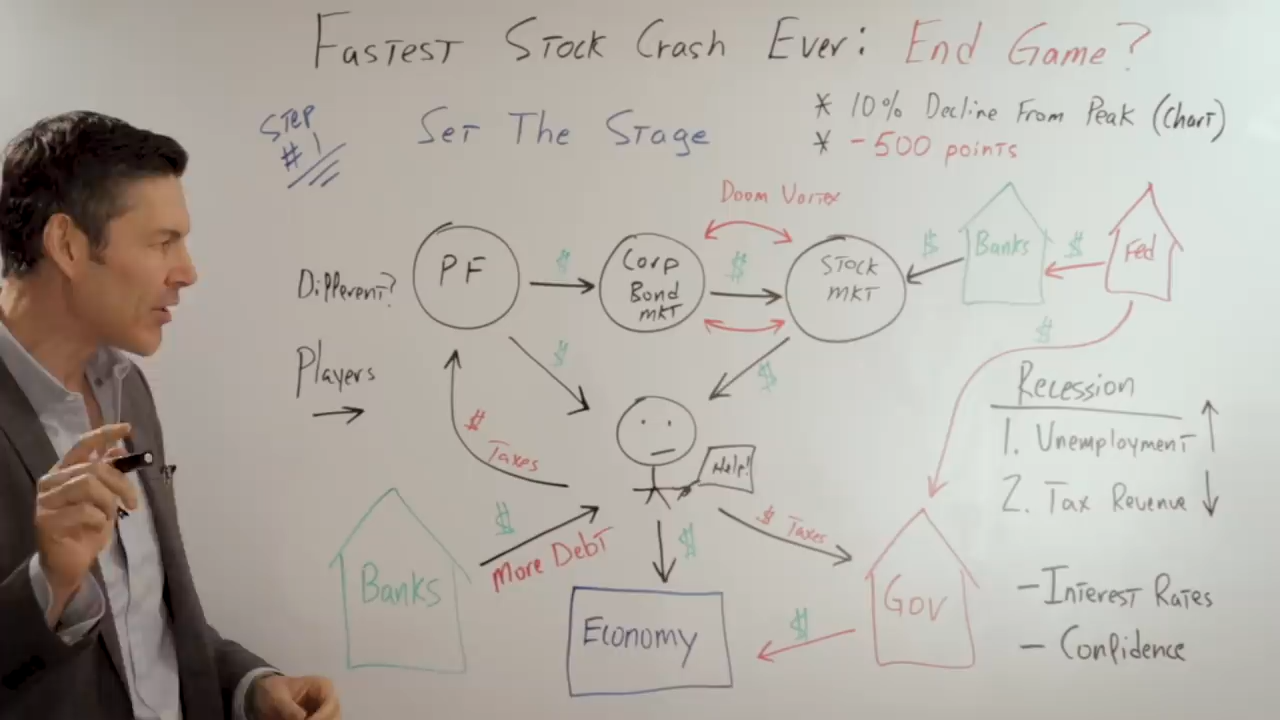 Fastest Stock Crash Ever: End Game?
Step
#1
Set The Stage
* 10% Decline From Peak (Chart)
* -500 points
Doom Vortex
Different?
Players
PF
$
Corp
Bond
MKT
$
Stock
MKT
$
Banks
$
Fed
$
$
$
$ Taxes
Help!
Recession
1. Unemployment ↑
2. Tax Revenue ↓
- Interest Rates
- Confidence
Banks
$
More Debt
$
$ Taxes
Gov
$
Economy